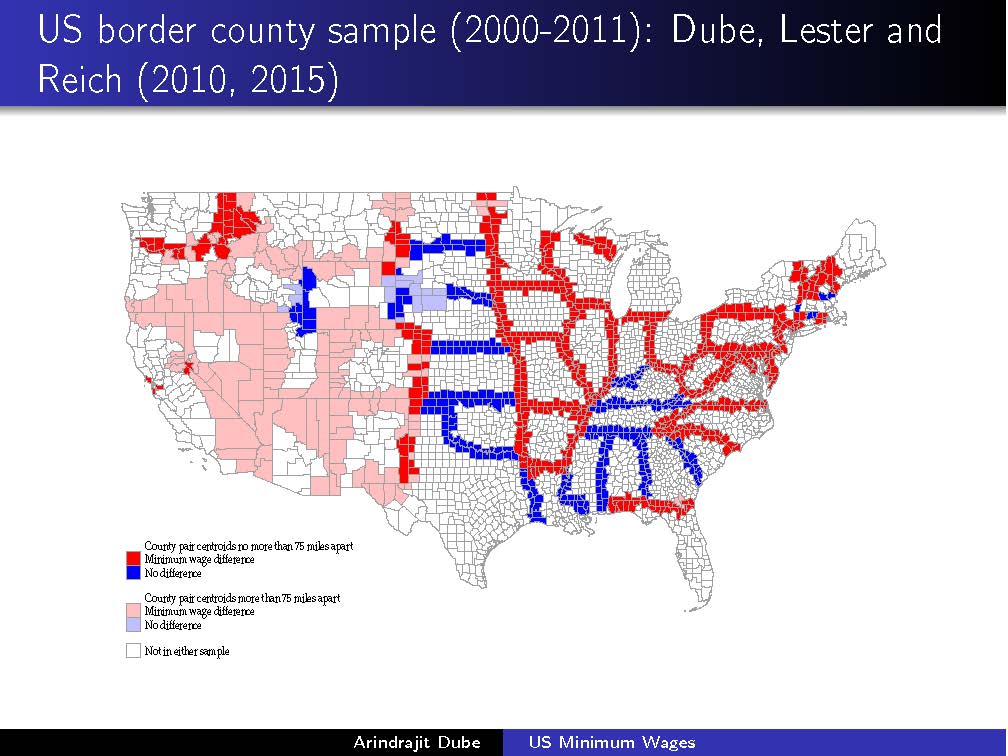 US border county sample (2000-2011): Dube, Lester and
Reich (2010, 2015)
County pair centroids no more than 75 miles apart
Minimum wage difference
No difference
County pair centroids more than 75 miles apart
Minimum wage difference
No difference
Not in either sample
Arindrajit Dube
US Minimum Wages